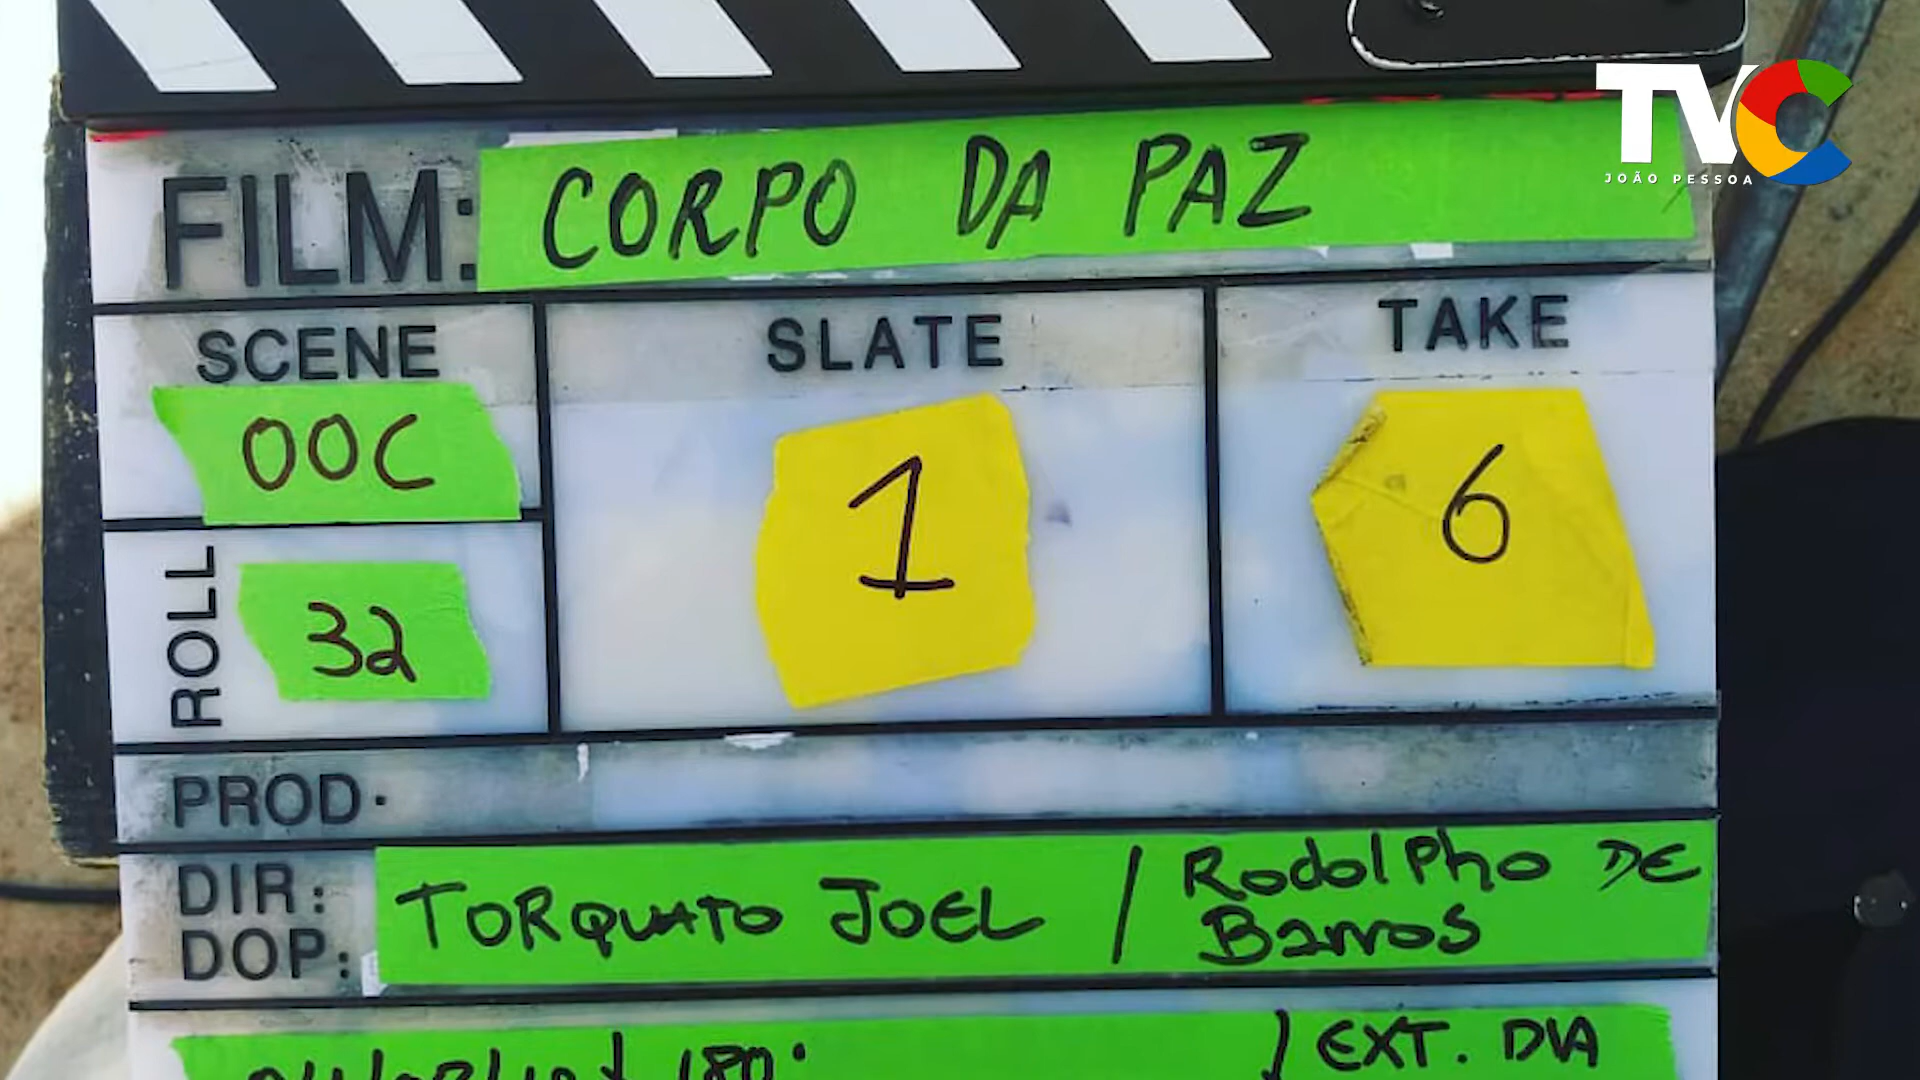 TVC
JOÃO PESSOA
FILM: CORPO DA PAZ
SCENE
00C
SLATE
1
TAKE
6
ROLL
32
PROD.
DIR:
DOP:
TORQUATO JOEL / Rodolpho DE
Barros
180° / EXT. DIA